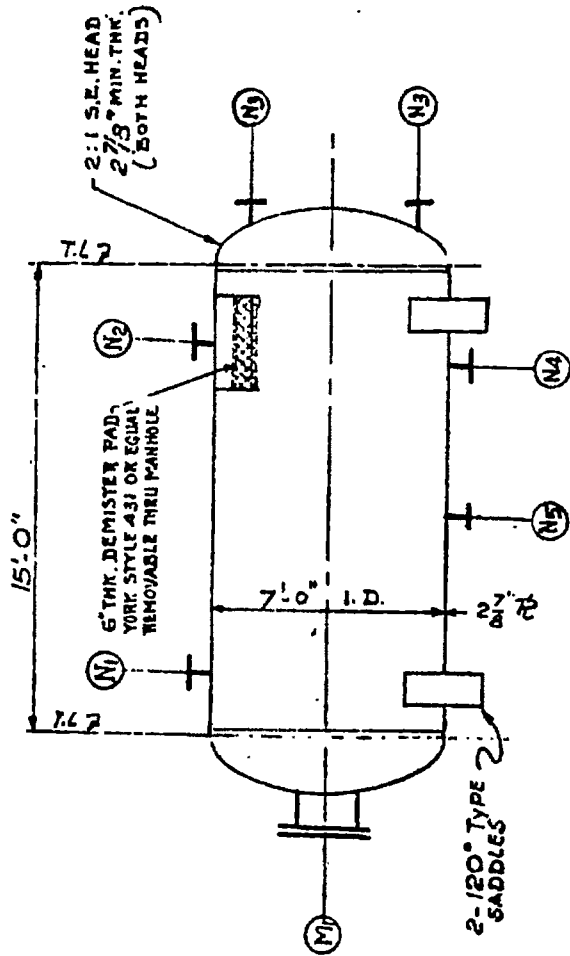 2:1 S.E. HEAD
2 7/8" MIN. THK.
(BOTH HEADS)
T.L.
15'-0"
T.L.
N1
N2
N3
N3
6" THK. DEMISTER PAD-
YORK STYLE 431 OR EQUAL
REMOVABLE THRU MANHOLE
7'-0" I.D.
2 7/8"
M1
N5
N4
2-120° TYPE
SADDLES